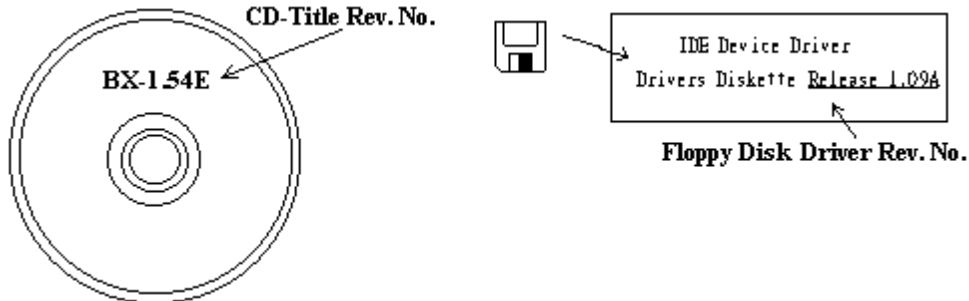 CD-Title Rev. No.
BX-1.54E
IDE Device Driver
Drivers Diskette Release 1.09A
Floppy Disk Driver Rev. No.